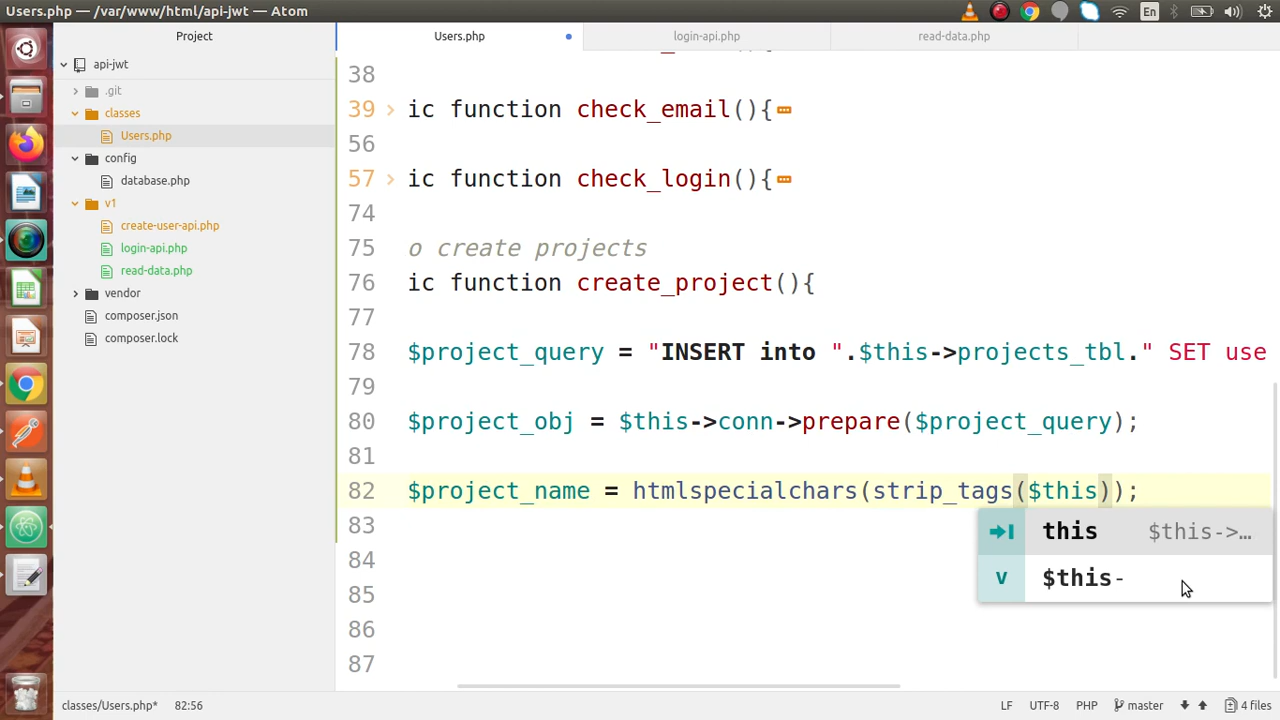 Users.php — /var/www/html/api-jwt — Atom
En
Project
Users.php
login-api.php
read-data.php
api-jwt
.git
classes
Users.php
config
database.php
v1
create-user-api.php
login-api.php
read-data.php
vendor
composer.json
composer.lock
38
39 ic function check_email(){
56
57 ic function check_login(){
74
75 o create projects
76 ic function create_project(){
77
78 $project_query = "INSERT into ".$this->projects_tbl." SET use
79
80 $project_obj = $this->conn->prepare($project_query);
81
82 $project_name = htmlspecialchars(strip_tags($this));
83
this $this->…
84
v $this-
85
86
87
classes/Users.php* 82:56
LF UTF-8 PHP master 4 files